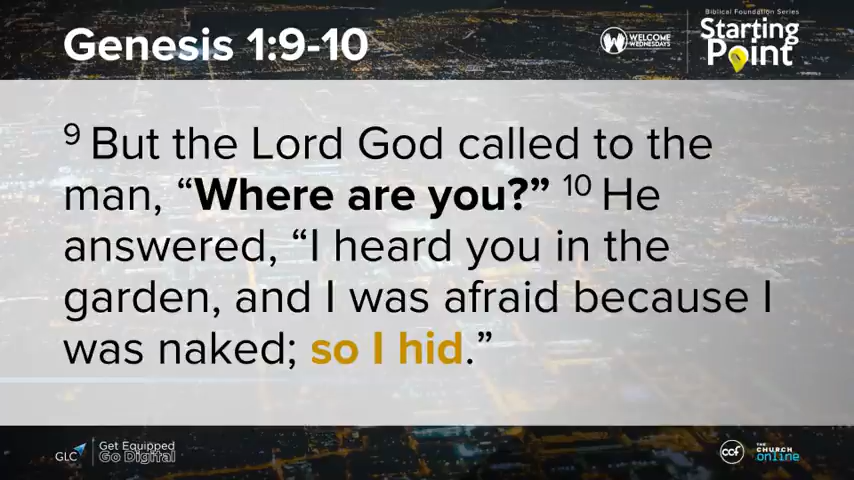 Genesis 1:9-10
WELCOME
WEDNESDAYS
Biblical Foundation Series
Starting
Point
9 But the Lord God called to the
man, “Where are you?” 10 He
answered, “I heard you in the
garden, and I was afraid because I
was naked; so I hid.”
GLC
Get Equipped
Go Digital
ccf
THE
CHURCH
online